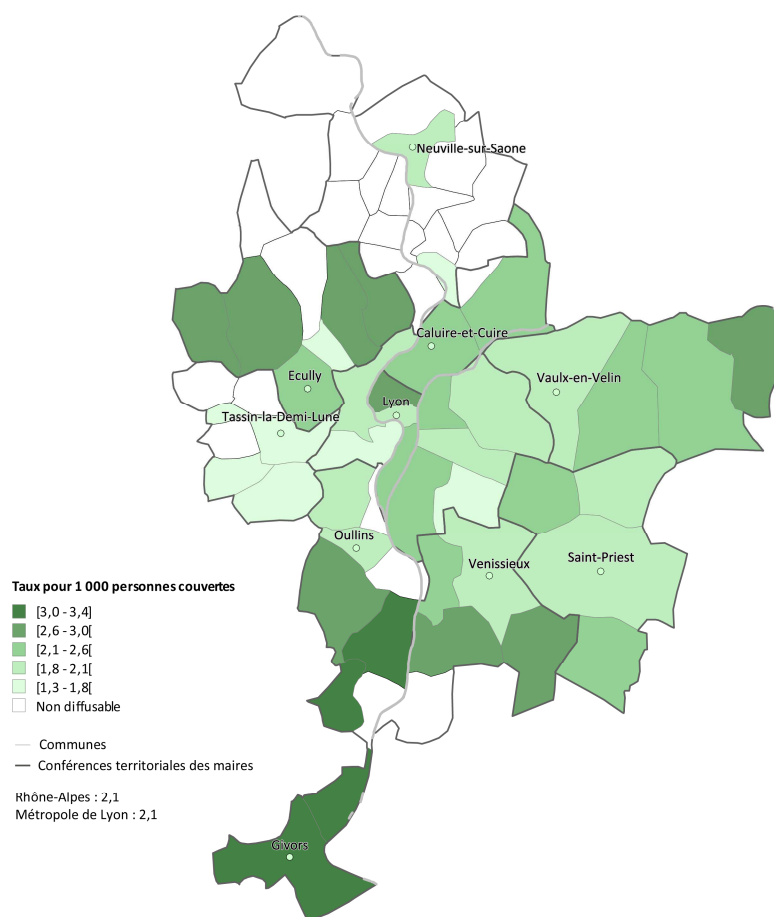 Neuville-sur-Saone
Caluire-et-Cuire
Ecully
Vaulx-en-Velin
Lyon
Tassin-la-Demi-Lune
Oullins
Venissieux
Saint-Priest
Taux pour 1 000 personnes couvertes
[3,0 - 3,4]
[2,6 - 3,0[
[2,1 - 2,6[
[1,8 - 2,1[
[1,3 - 1,8[
Non diffusable
Communes
Conférences territoriales des maires
Rhône-Alpes : 2,1
Métropole de Lyon : 2,1
Givors